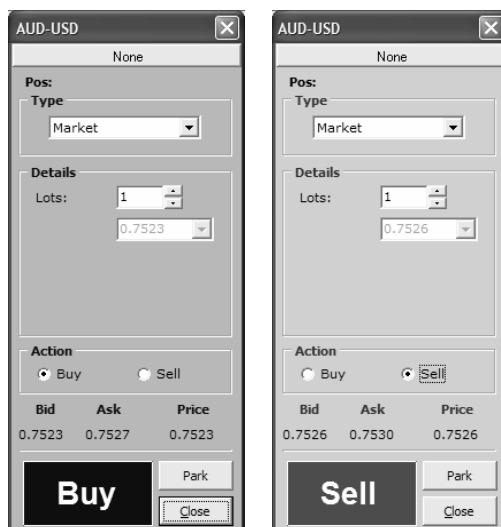 AUD-USD
None
Pos:
Type
Market
Details
Lots: 1
0.7523
Action
Buy Sell
Bid Ask Price
0.7523 0.7527 0.7523
Buy
Park
Close
AUD-USD
None
Pos:
Type
Market
Details
Lots: 1
0.7526
Action
Buy Sell
Bid Ask Price
0.7526 0.7530 0.7526
Sell
Park
Close